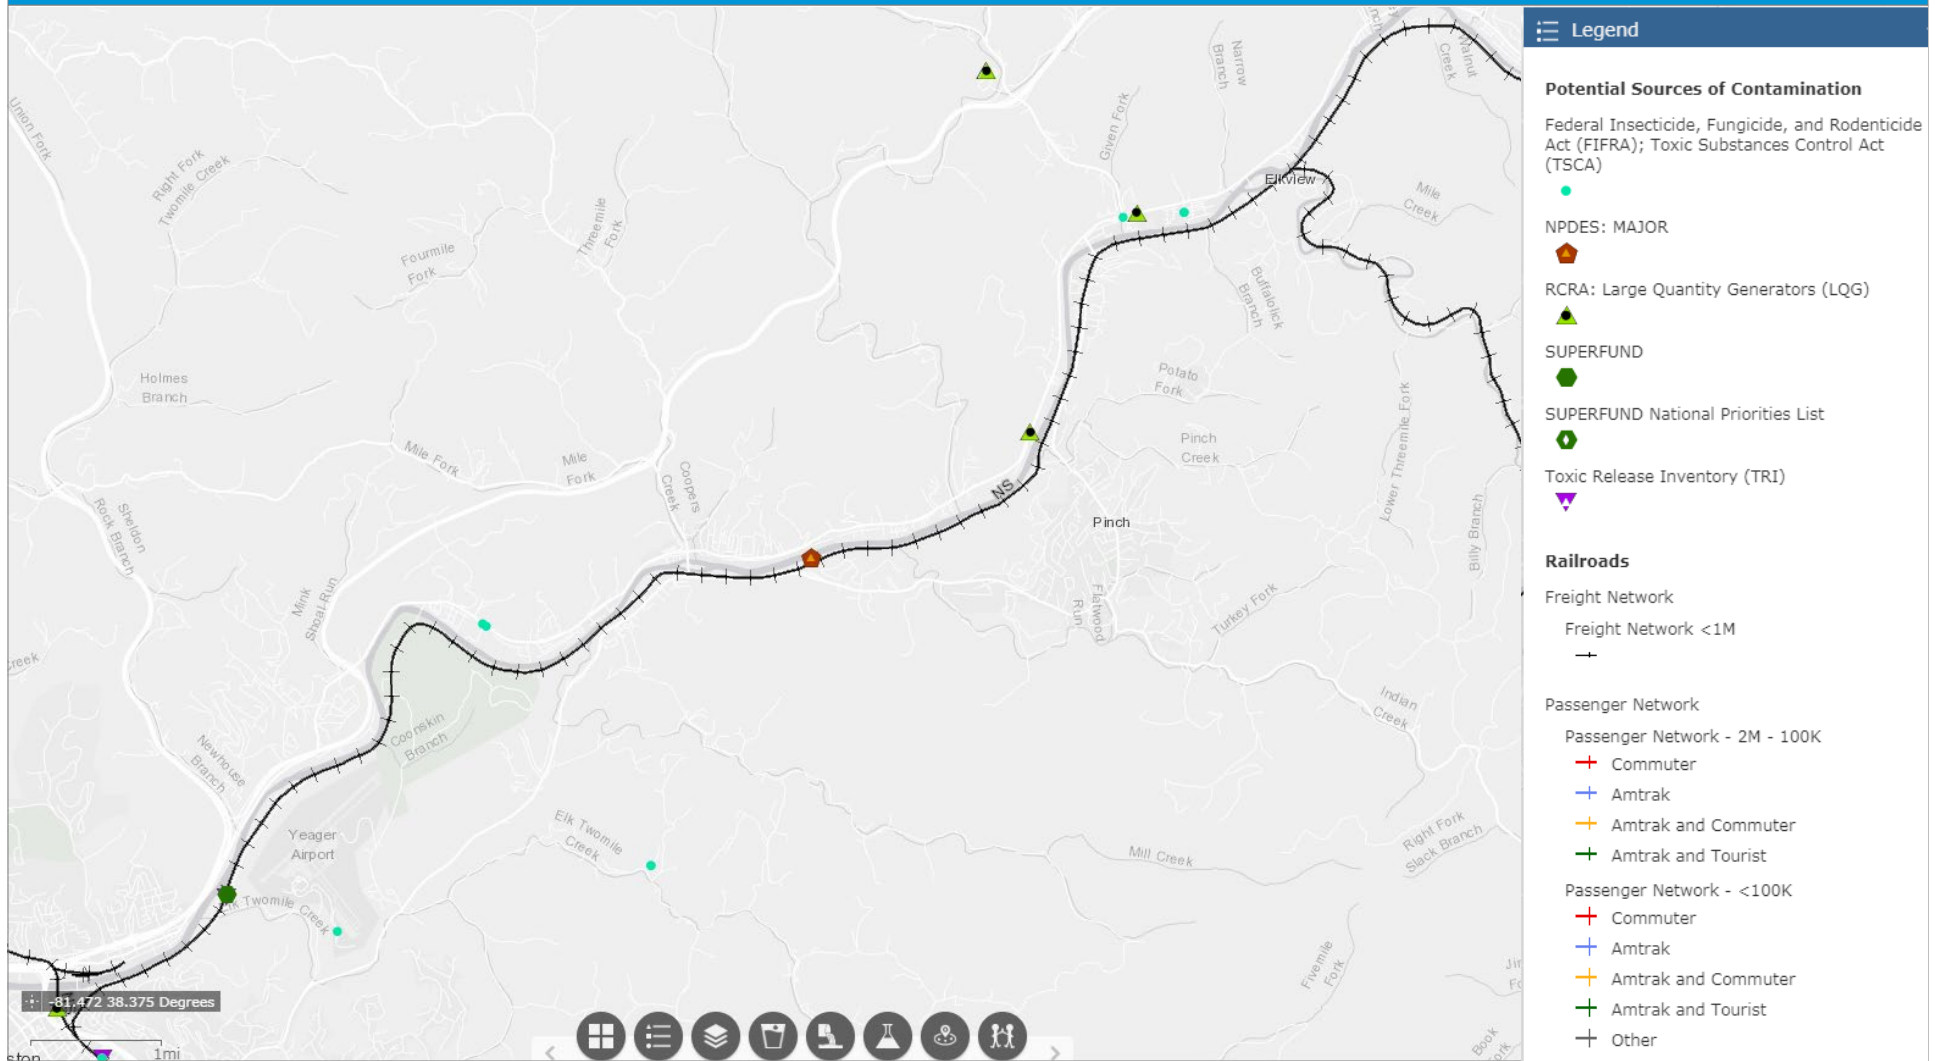 Union Fork
Right Fork
Twomile Creek
Fourmile
Fork
Threemile
Fork
Given Fork
Narrow
Branch
Walnut
Creek
Elkview
Mile
Creek
Buffalolick
Branch
Holmes
Branch
Mile Fork
Mile
Fork
Coopers
Creek
Potato
Fork
Pinch
Creek
Lower Threemile Fork
Billy Branch
NS
Pinch
Sheldon
Rock Branch
Mink
Shoal Run
Flatwood
Run
Turkey Fork
Indian
Creek
reek
Coonskin
Branch
Newhouse
Branch
Yeager
Airport
Elk Twomile
Creek
Mill Creek
Right Fork
Slack Branch
Elk Twomile Creek
Fivemile
Fork
-81.472 38.375 Degrees
1mi
ston
Legend
Potential Sources of Contamination
Federal Insecticide, Fungicide, and Rodenticide
Act (FIFRA); Toxic Substances Control Act
(TSCA)
NPDES: MAJOR
RCRA: Large Quantity Generators (LQG)
SUPERFUND
SUPERFUND National Priorities List
Toxic Release Inventory (TRI)
Railroads
Freight Network
Freight Network <1M
Passenger Network
Passenger Network - 2M - 100K
Commuter
Amtrak
Amtrak and Commuter
Amtrak and Tourist
Passenger Network - <100K
Commuter
Amtrak
Amtrak and Commuter
Amtrak and Tourist
Other